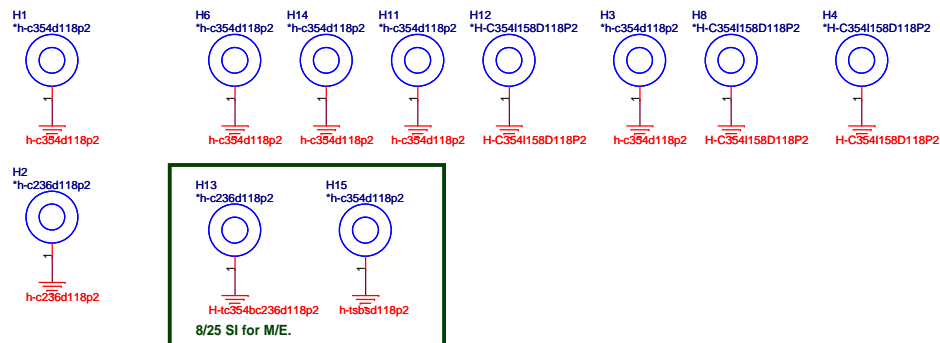 H1
*h-c354d118p2
1
h-c354d118p2
H6
*h-c354d118p2
1
h-c354d118p2
H14
*h-c354d118p2
1
h-c354d118p2
H11
*h-c354d118p2
1
h-c354d118p2
H12
*H-C354I158D118P2
1
H-C354I158D118P2
H3
*h-c354d118p2
1
h-c354d118p2
H8
*H-C354I158D118P2
1
H-C354I158D118P2
H4
*H-C354I158D118P2
1
H-C354I158D118P2
H2
*h-c236d118p2
1
h-c236d118p2
H13
*h-c236d118p2
1
H-tc354bc236d118p2
H15
*h-c354d118p2
1
h-tsbsd118p2
8/25 SI for M/E.